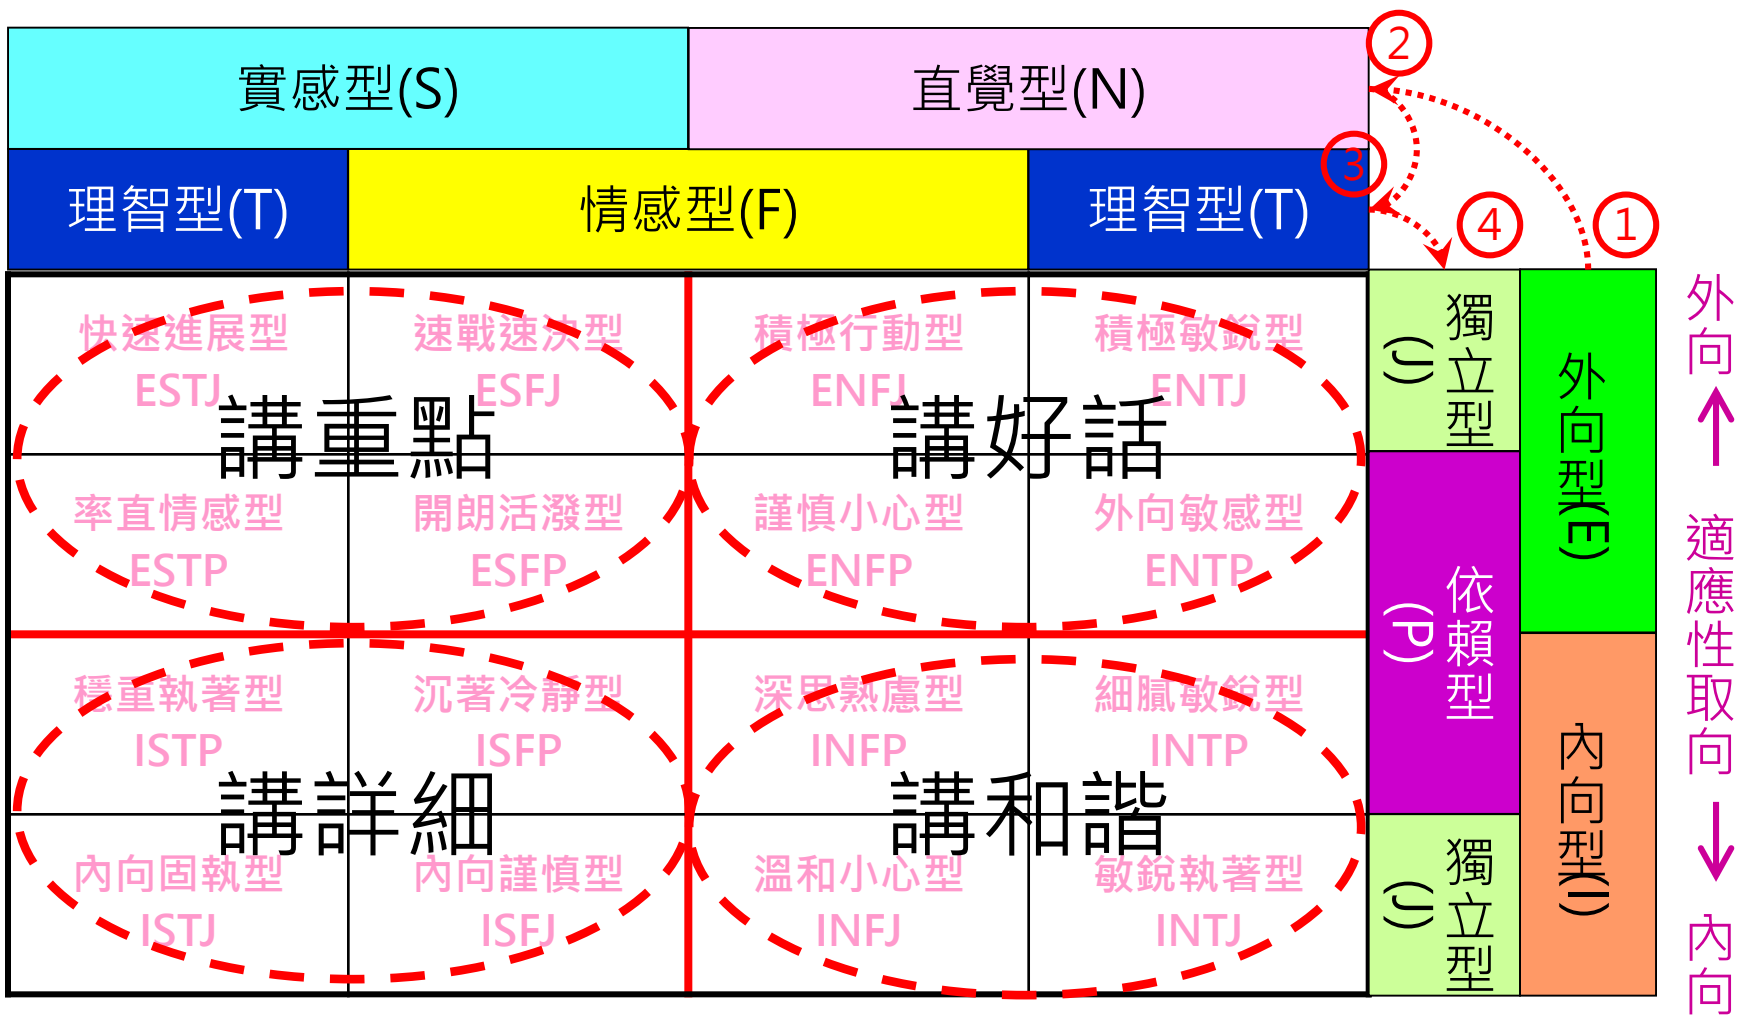 實感型(S)
直覺型(N)
②
理智型(T)
情感型(F)
理智型(T)
③
④
①
快速進展型
ESTJ
速戰速決型
ESFJ
積極行動型
ENFJ
積極敏銳型
ENTJ
講重點
講好話
率直情感型
ESTP
開朗活潑型
ESFP
謹慎小心型
ENFP
外向敏感型
ENTP
穩重執著型
ISTP
沉著冷靜型
ISFP
深思熟慮型
INFP
細膩敏銳型
INTP
講詳細
講和諧
內向固執型
ISTJ
內向謹慎型
ISFJ
溫和小心型
INFJ
敏銳執著型
INTJ
獨立型
(J)
依賴型
(P)
獨立型
(J)
外向型(E)
內向型(I)
外向
適應性取向
內向